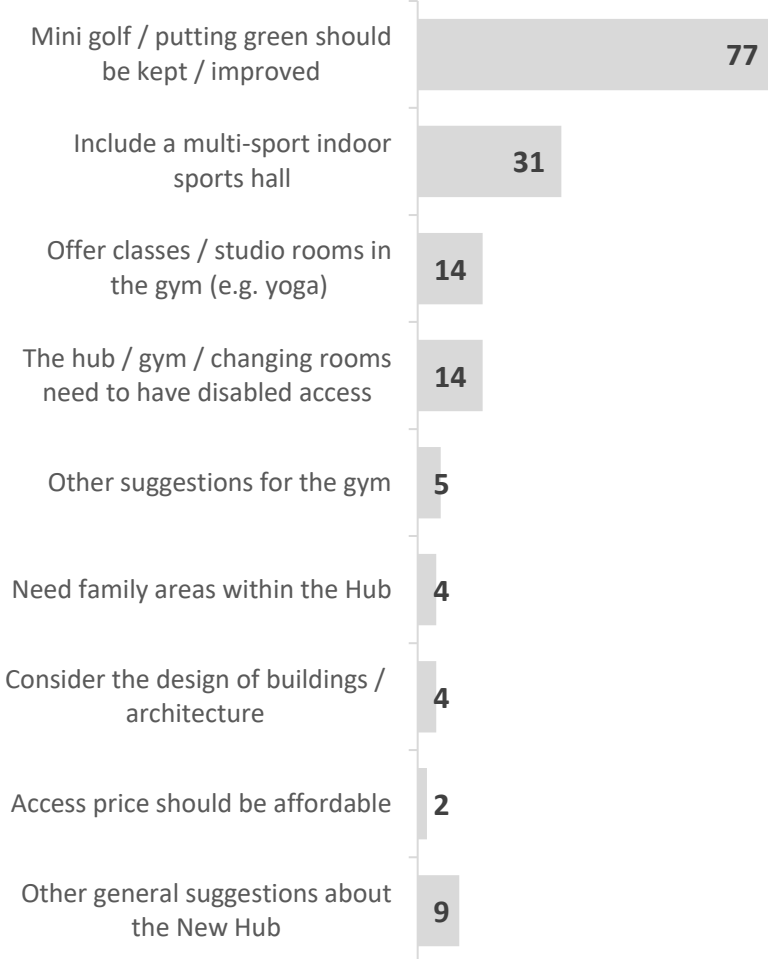 Mini golf / putting green should
be kept / improved
77
Include a multi-sport indoor
sports hall
31
Offer classes / studio rooms in
the gym (e.g. yoga)
14
The hub / gym / changing rooms
need to have disabled access
14
Other suggestions for the gym
5
Need family areas within the Hub
4
Consider the design of buildings /
architecture
4
Access price should be affordable
2
Other general suggestions about
the New Hub
9